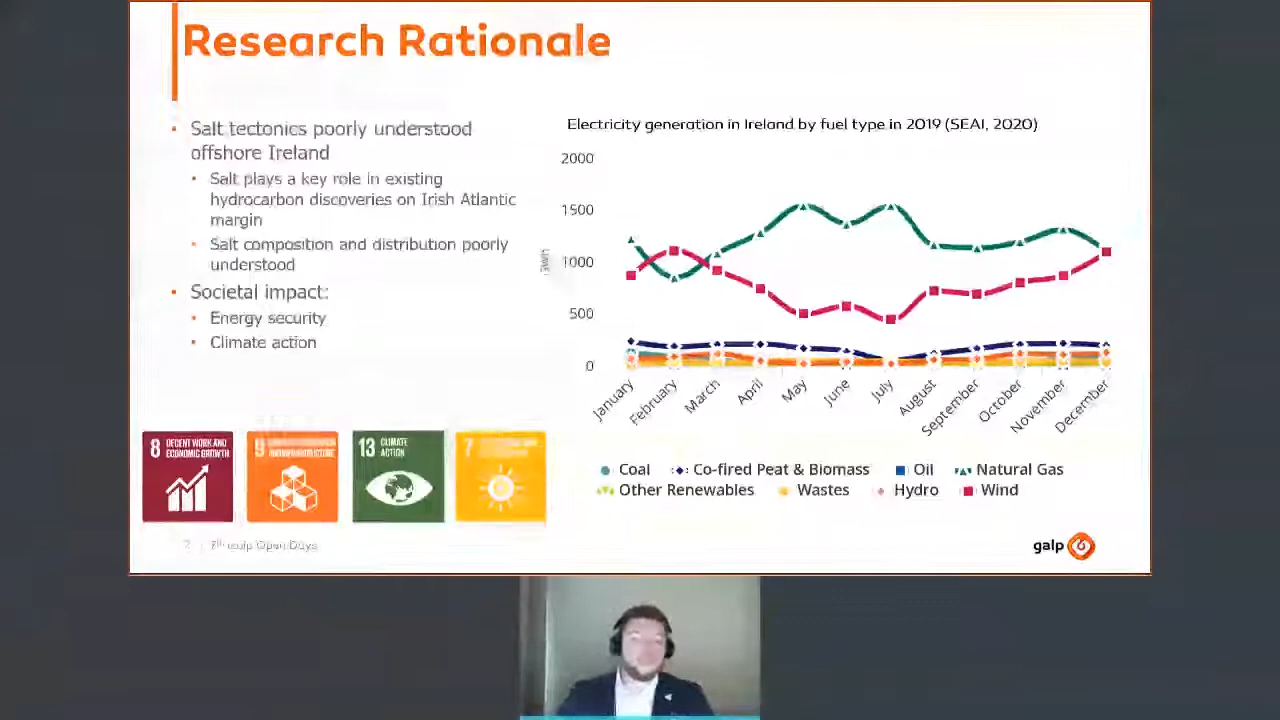 Research Rationale
Salt tectonics poorly understood
offshore Ireland
Salt plays a key role in existing
hydrocarbon discoveries on Irish Atlantic
margin
Salt composition and distribution poorly
understood
Societal impact:
Energy security
Climate action
Electricity generation in Ireland by fuel type in 2019 (SEAI, 2020)
2000
1500
1000
500
0
GWh
January
February
March
April
May
June
July
August
September
October
November
December
Coal
Co-fired Peat & Biomass
Oil
Natural Gas
Other Renewables
Wastes
Hydro
Wind
8 DECENT WORK AND
ECONOMIC GROWTH
9
13 CLIMATE
ACTION
7
Open Days
galp